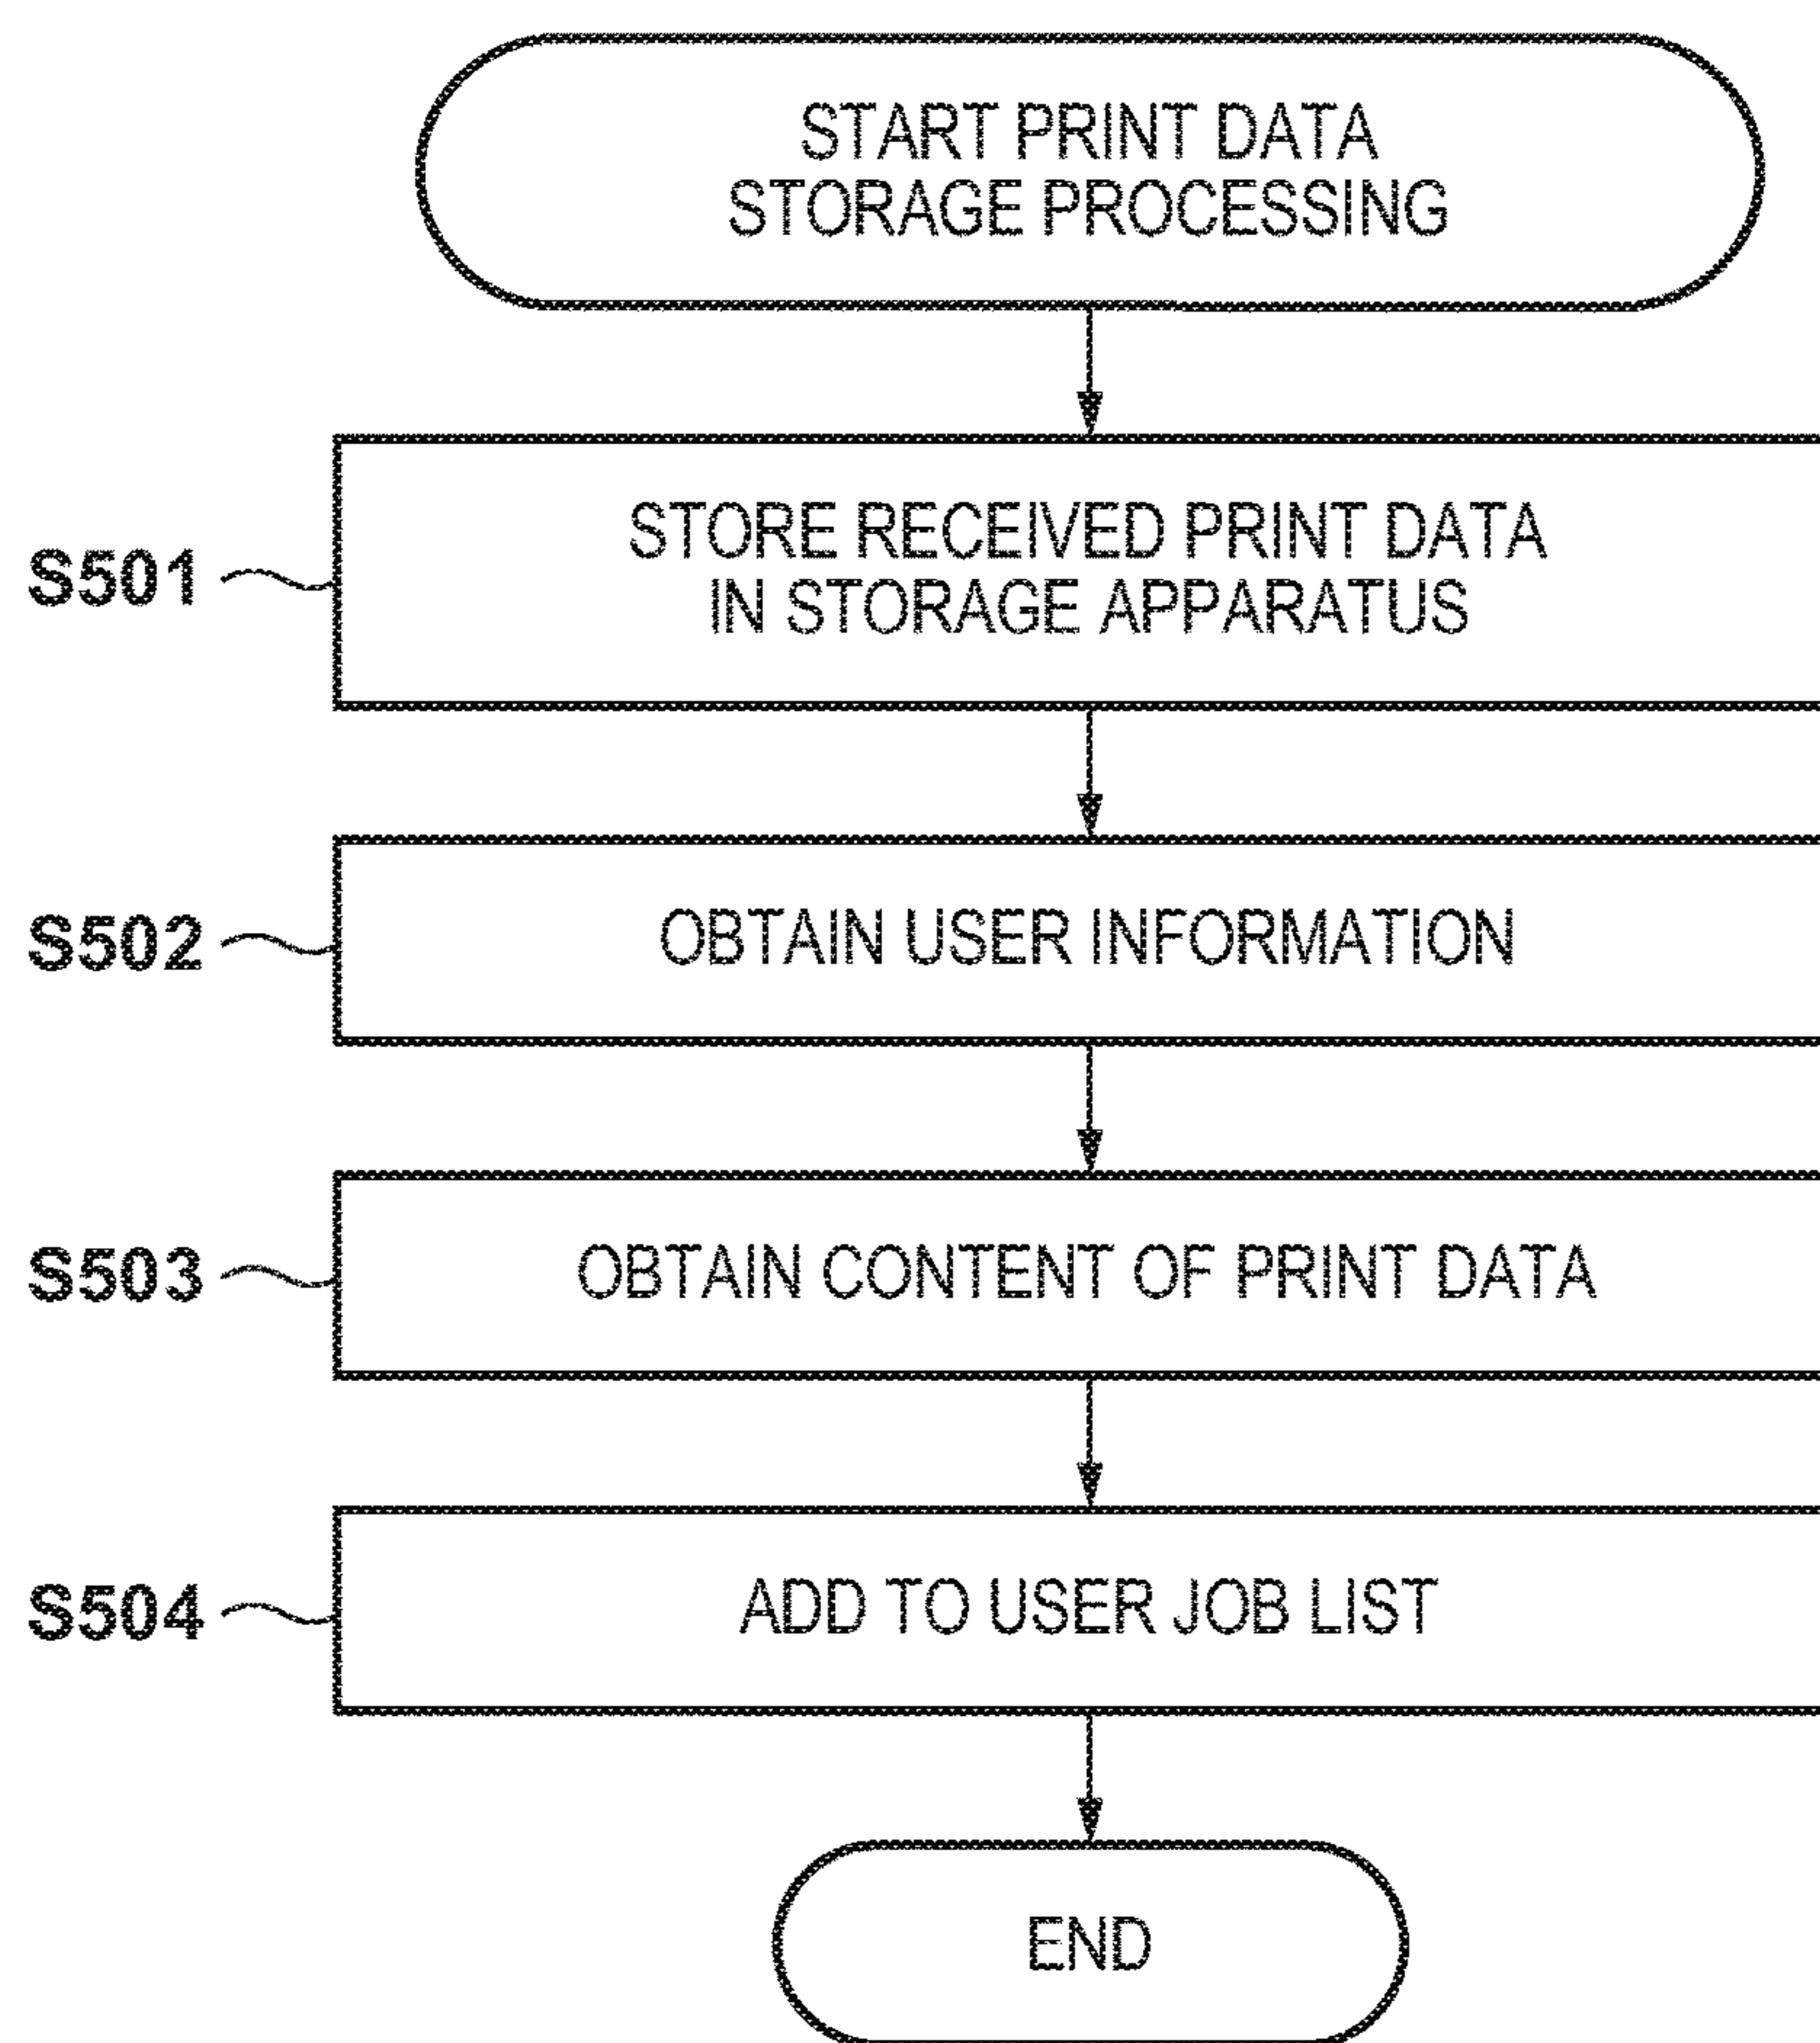 START PRINT DATA
STORAGE PROCESSING
S501
STORE RECEIVED PRINT DATA
IN STORAGE APPARATUS
S502
OBTAIN USER INFORMATION
S503
OBTAIN CONTENT OF PRINT DATA
S504
ADD TO USER JOB LIST
END